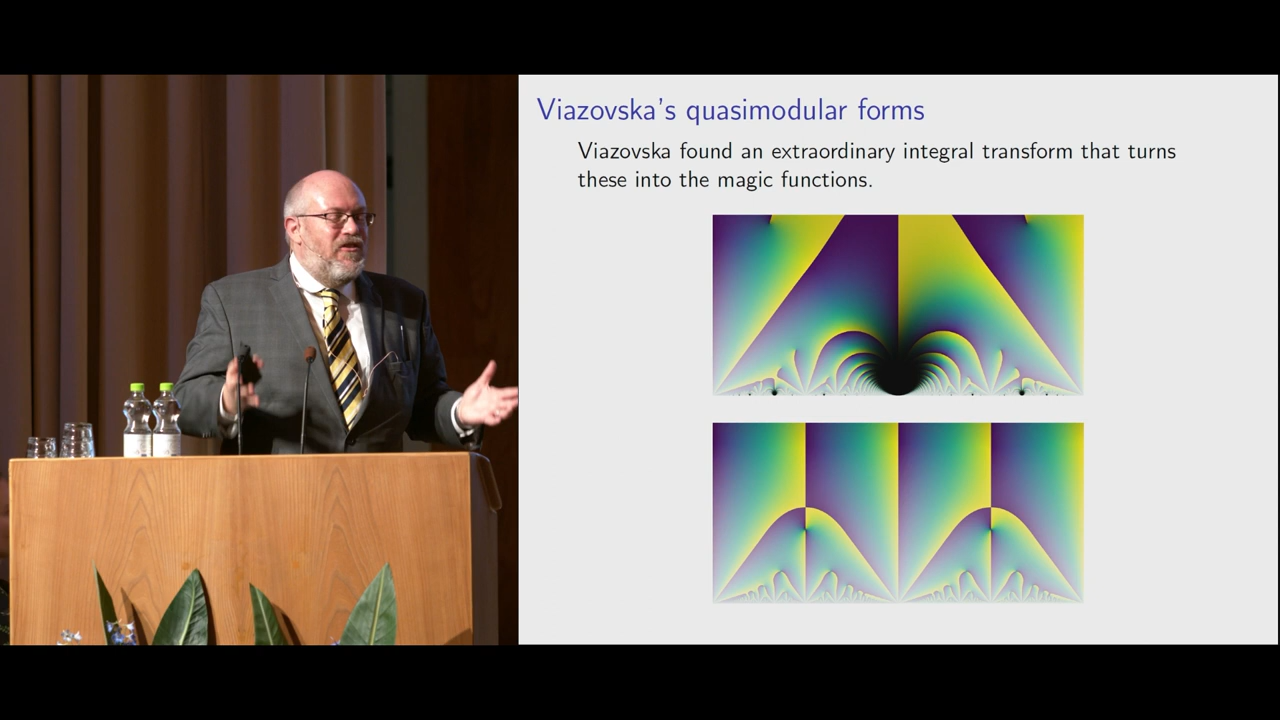 Viazovska's quasimodular forms
Viazovska found an extraordinary integral transform that turns
these into the magic functions.